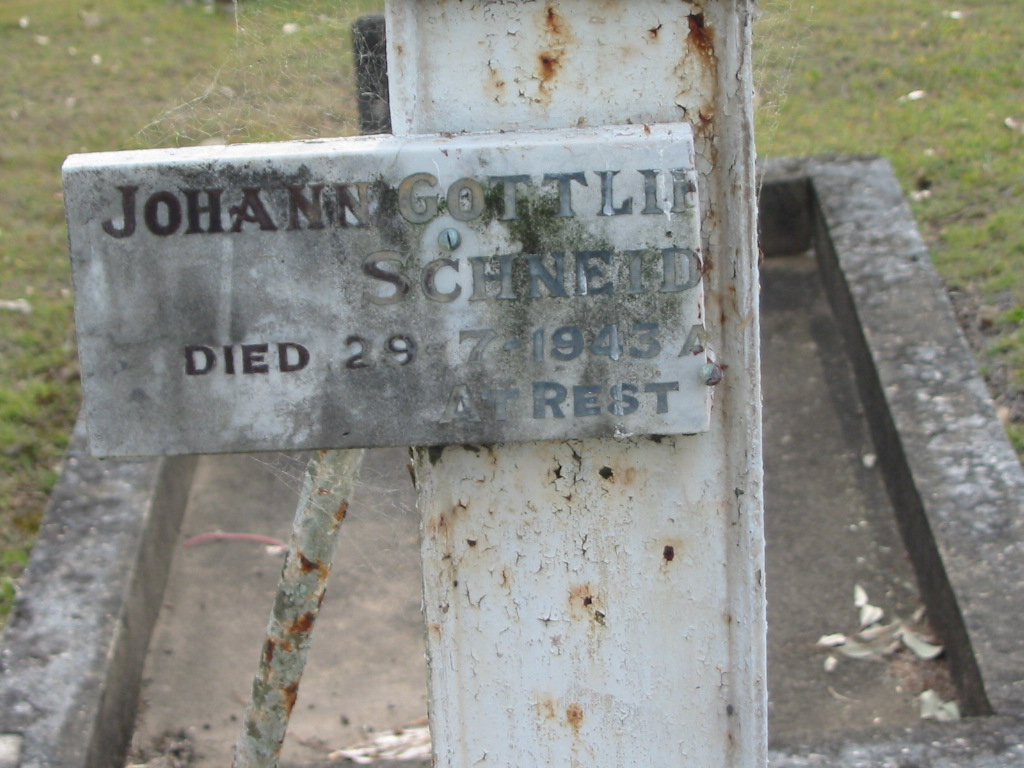 JOHANN GOTTLIE
SCHNEID
DIED 29 7-1943 A
AT REST